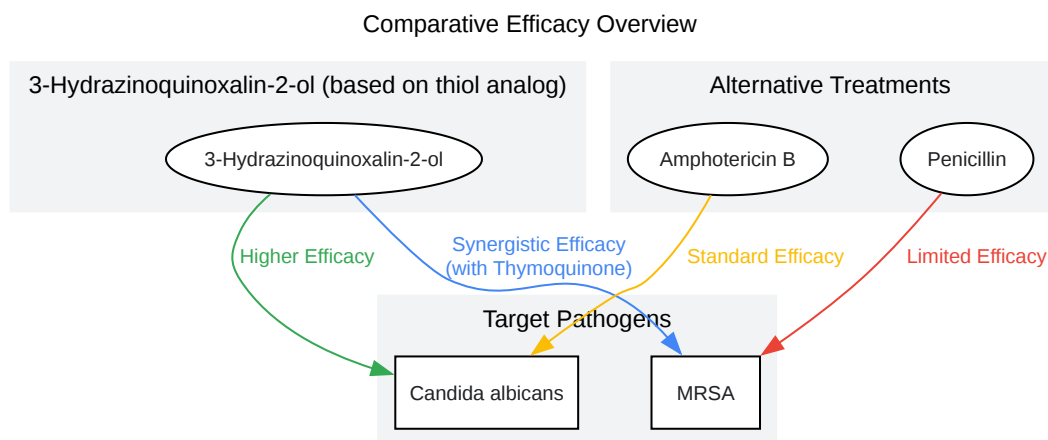 Comparative Efficacy Overview
3-Hydrazinoquinoxalin-2-ol (based on thiol analog)
Alternative Treatments
3-Hydrazinoquinoxalin-2-ol
Amphotericin B
Penicillin
Higher Efficacy
Synergistic Efficacy
(with Thymoquinone)
Standard Efficacy
Limited Efficacy
Target Pathogens
Candida albicans
MRSA